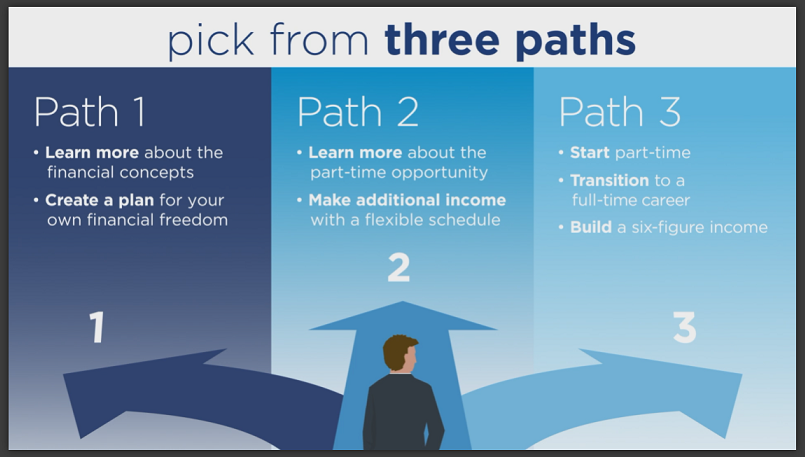 pick from three paths
Path 1
• Learn more about the
financial concepts
• Create a plan for your
own financial freedom
Path 2
• Learn more about the
part-time opportunity
• Make additional income
with a flexible schedule
Path 3
• Start part-time
• Transition to a
full-time career
• Build a six-figure income
1
2
3